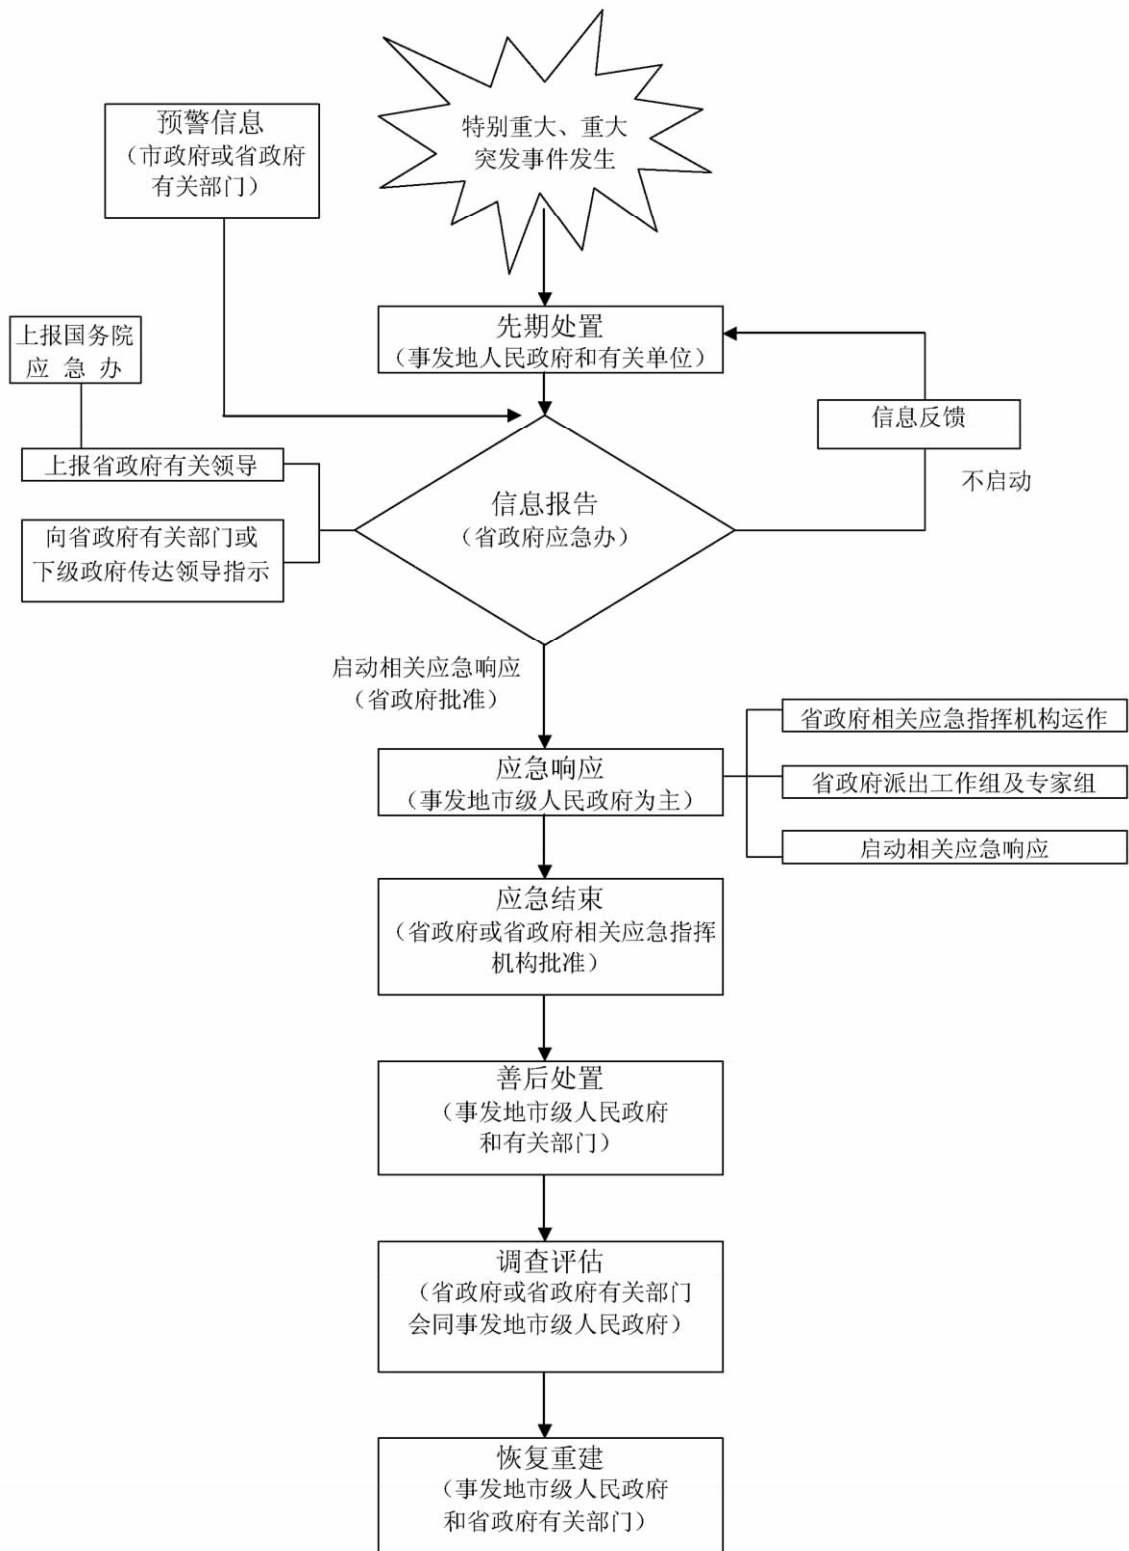 特别重大、重大
突发事件发生
预警信息
（市政府或省政府
有关部门）
先期处置
（事发地人民政府和有关单位）
上报国务院
应 急 办
信息反馈
上报省政府有关领导
不启动
信息报告
（省政府应急办）
向省政府有关部门或
下级政府传达领导指示
启动相关应急响应
（省政府批准）
省政府相关应急指挥机构运作
应急响应
（事发地市级人民政府为主）
省政府派出工作组及专家组
启动相关应急响应
应急结束
（省政府或省政府相关应急指挥
机构批准）
善后处置
（事发地市级人民政府
和有关部门）
调查评估
（省政府或省政府有关部门
会同事发地市级人民政府）
恢复重建
（事发地市级人民政府
和省政府有关部门）